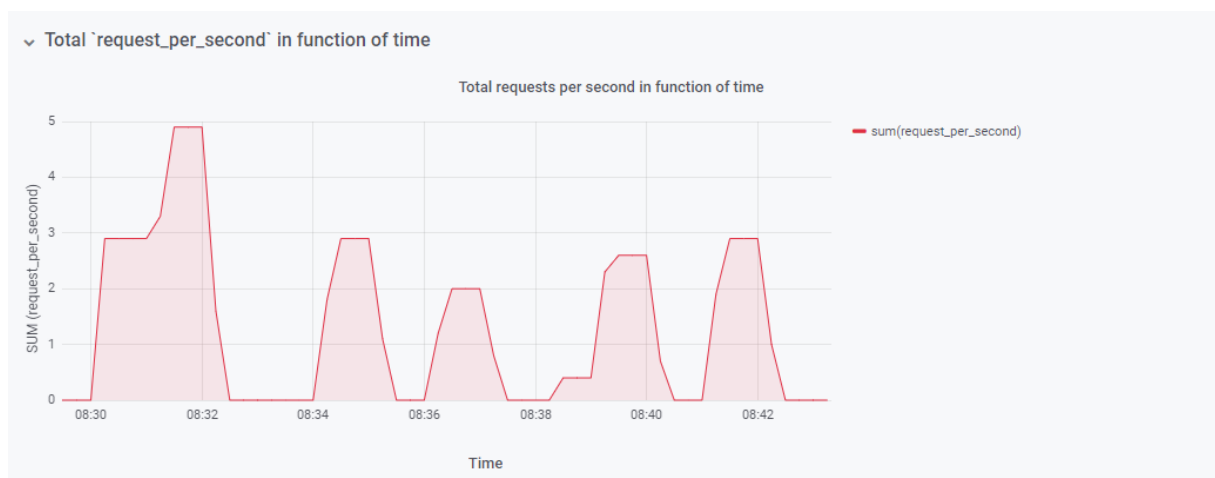 Total `request_per_second` in function of time
Total requests per second in function of time
5
4
3
2
1
0
SUM (request_per_second)
08:30 08:32 08:34 08:36 08:38 08:40 08:42
Time
sum(request_per_second)